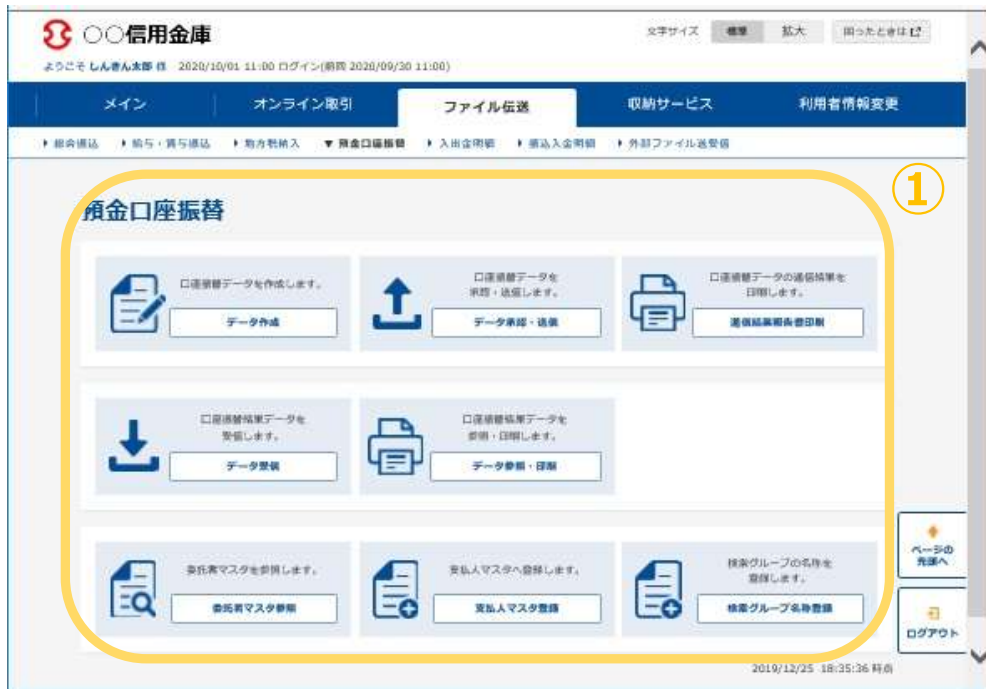 〇〇信用金庫
文字サイズ 標準 拡大 困ったときは
ようこそ しんきん太郎 様 2020/10/01 11:00 ログイン(前回 2020/09/30 11:00)
メイン オンライン取引 ファイル伝送 収納サービス 利用者情報変更
総合振込 給与・賞与振込 地方税納入 預金口座振替 入出金明細 振込入金明細 外部ファイル送受信
①
預金口座振替
口座振替データを作成します。
データ作成
口座振替データを
承認・送信します。
データ承認・送信
口座振替データの通信結果を
印刷します。
通信結果報告書印刷
口座振替結果データを
受信します。
データ受信
口座振替結果データを
参照・印刷します。
データ参照・印刷
委託者マスタを参照します。
委託者マスタ参照
支払人マスタへ登録します。
支払人マスタ登録
検索グループの名称を
登録します。
検索グループ名称登録
ページの
先頭へ
ログアウト
2019/12/25 18:35:36 時点